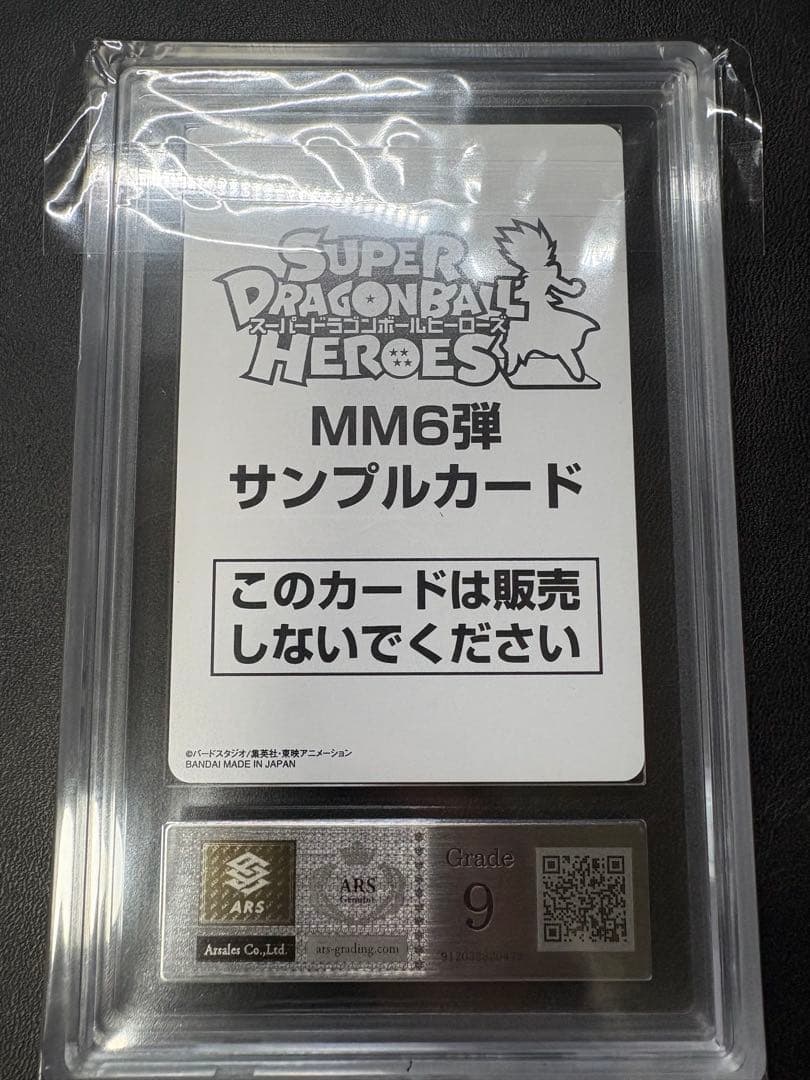 SUPER
DRAGONBALL
スーパードラゴンボールヒーローズ
HEROES
MM6弾
サンプルカード
このカードは販売
しないでください
©バードスタジオ/集英社・東映アニメーション
BANDAI MADE IN JAPAN
ARS
Arsales Co.,Ltd.
ARS
Genuine
ars-grading.com
Grade
9